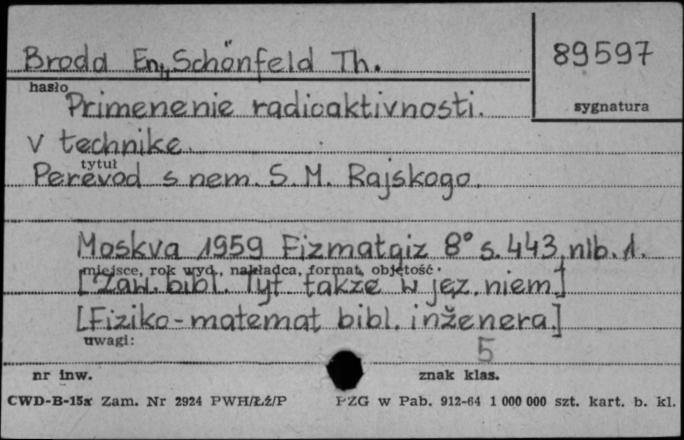 Brodd En., Schönfeld Th.
89597
hasło
sygnatura
Primenenie radioaktivnosti.
v technike.
tytuł
Perevod s nem. S. M. Rajskogo.
Moskva 1959 Fizmatgiz 8° s. 443, nlb. 1.
miejsce, rok wyd., nakładca, format, objętość
[Zaw. bibl. Tyt także w jęz. niem]
[Fiziko-matemat bibl. inženera.]
uwagi:
5
nr inw.
znak klas.
CWD-B-15x Zam. Nr 2924 PWH/Łź/P PZG w Pab. 912-64 1 000 000 szt. kart. b. kl.